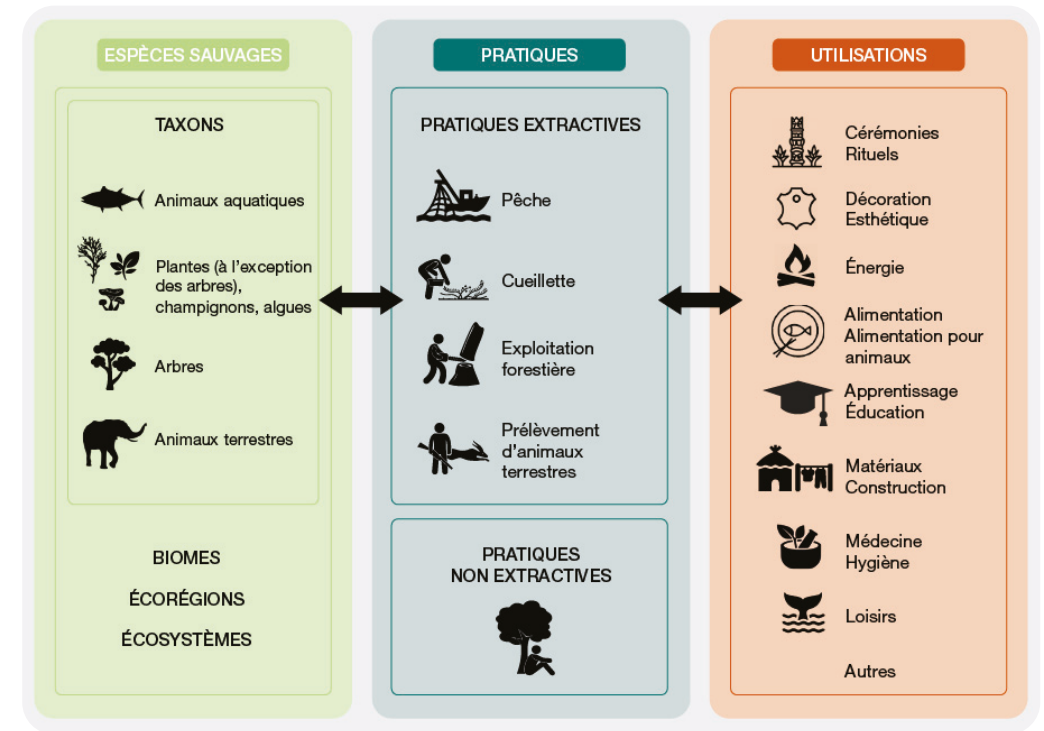 ESPÈCES SAUVAGES
TAXONS
Animaux aquatiques
Plantes (à l'exception
des arbres),
champignons, algues
Arbres
Animaux terrestres
BIOMES
ÉCORÉGIONS
ÉCOSYSTÈMES
PRATIQUES
PRATIQUES EXTRACTIVES
Pêche
Cueillette
Exploitation
forestière
Prélèvement
d'animaux
terrestres
PRATIQUES
NON EXTRACTIVES
UTILISATIONS
Cérémonies
Rituels
Décoration
Esthétique
Énergie
Alimentation
Alimentation pour
animaux
Apprentissage
Éducation
Matériaux
Construction
Médecine
Hygiène
Loisirs
Autres